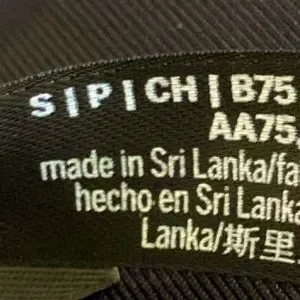 S|P|CH|B75
AA75,
made in Sri Lanka/fa
hecho en Sri Lanka
Lanka/斯里